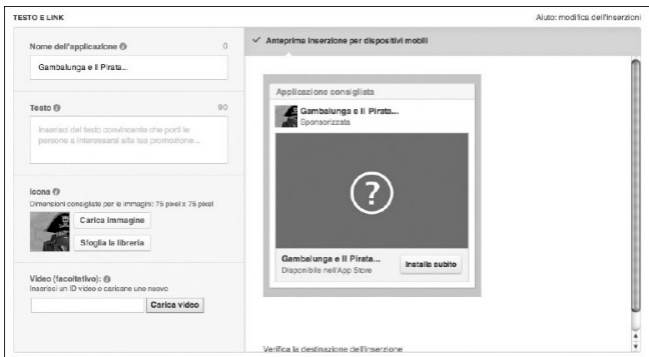 TESTO E LINK
Aiuto: modifica dell'inserzioni
Nome dell'applicazione
0
Gambalunga e Il Pirata...
Testo
90
Inserisci del testo convincente che porti le
persone a interessarsi alla tua promozione...
Icona
Dimensioni consigliate per le immagini: 75 pixel x 75 pixel
Carica immagine
Sfoglia la libreria
Video (facoltativo):
Inserisci un ID video o caricane uno nuovo
Carica video
Anteprima inserzione per dispositivi mobili
Applicazione consigliata
Gambalunga e Il Pirata...
Sponsorizzata
?
Gambalunga e Il Pirata...
Disponibile nell'App Store
Installa subito
Verifica la destinazione dell'inserzione